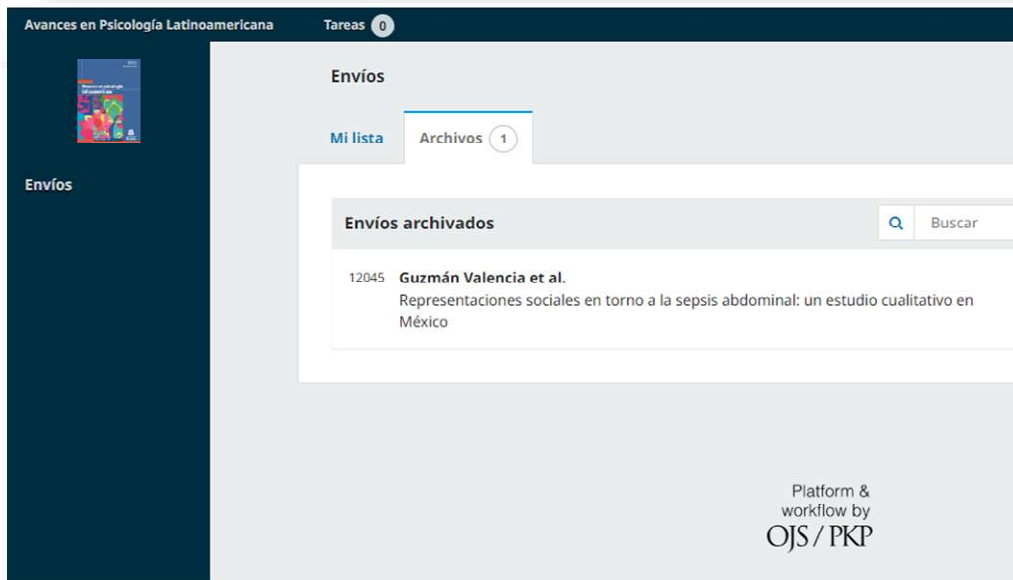 Avances en Psicología Latinoamericana
Tareas 0
Envíos
Mi lista
Archivos 1
Envíos
Envíos archivados
Buscar
12045 Guzmán Valencia et al.
Representaciones sociales en torno a la sepsis abdominal: un estudio cualitativo en
México
Platform &
workflow by
OJS / PKP